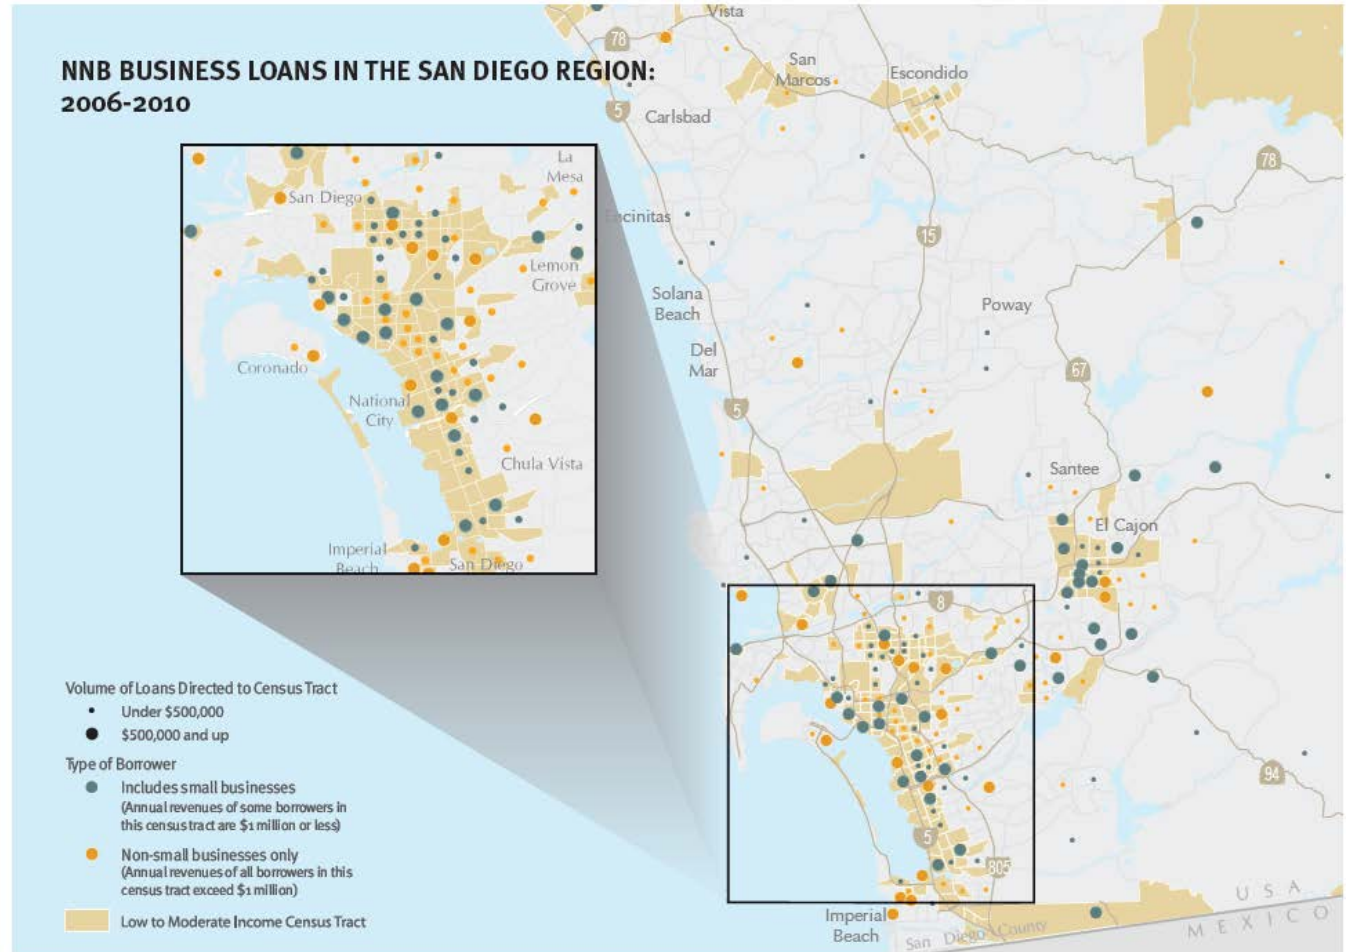 NNB BUSINESS LOANS IN THE SAN DIEGO REGION:
2006-2010
Vista
78
San
Marcos
Escondido
5
Carlsbad
78
Encinitas
15
Solana
Beach
Poway
Del
Mar
67
5
Santee
El Cajon
8
94
5
805
Imperial
Beach
San Diego County
USA
MEXICO
La
Mesa
San Diego
Lemon
Grove
Coronado
National
City
Chula Vista
Imperial
Beach
San Diego
Volume of Loans Directed to Census Tract
Under $500,000
$500,000 and up
Type of Borrower
Includes small businesses
(Annual revenues of some borrowers in
this census tract are $1 million or less)
Non-small businesses only
(Annual revenues of all borrowers in this
census tract exceed $1 million)
Low to Moderate Income Census Tract